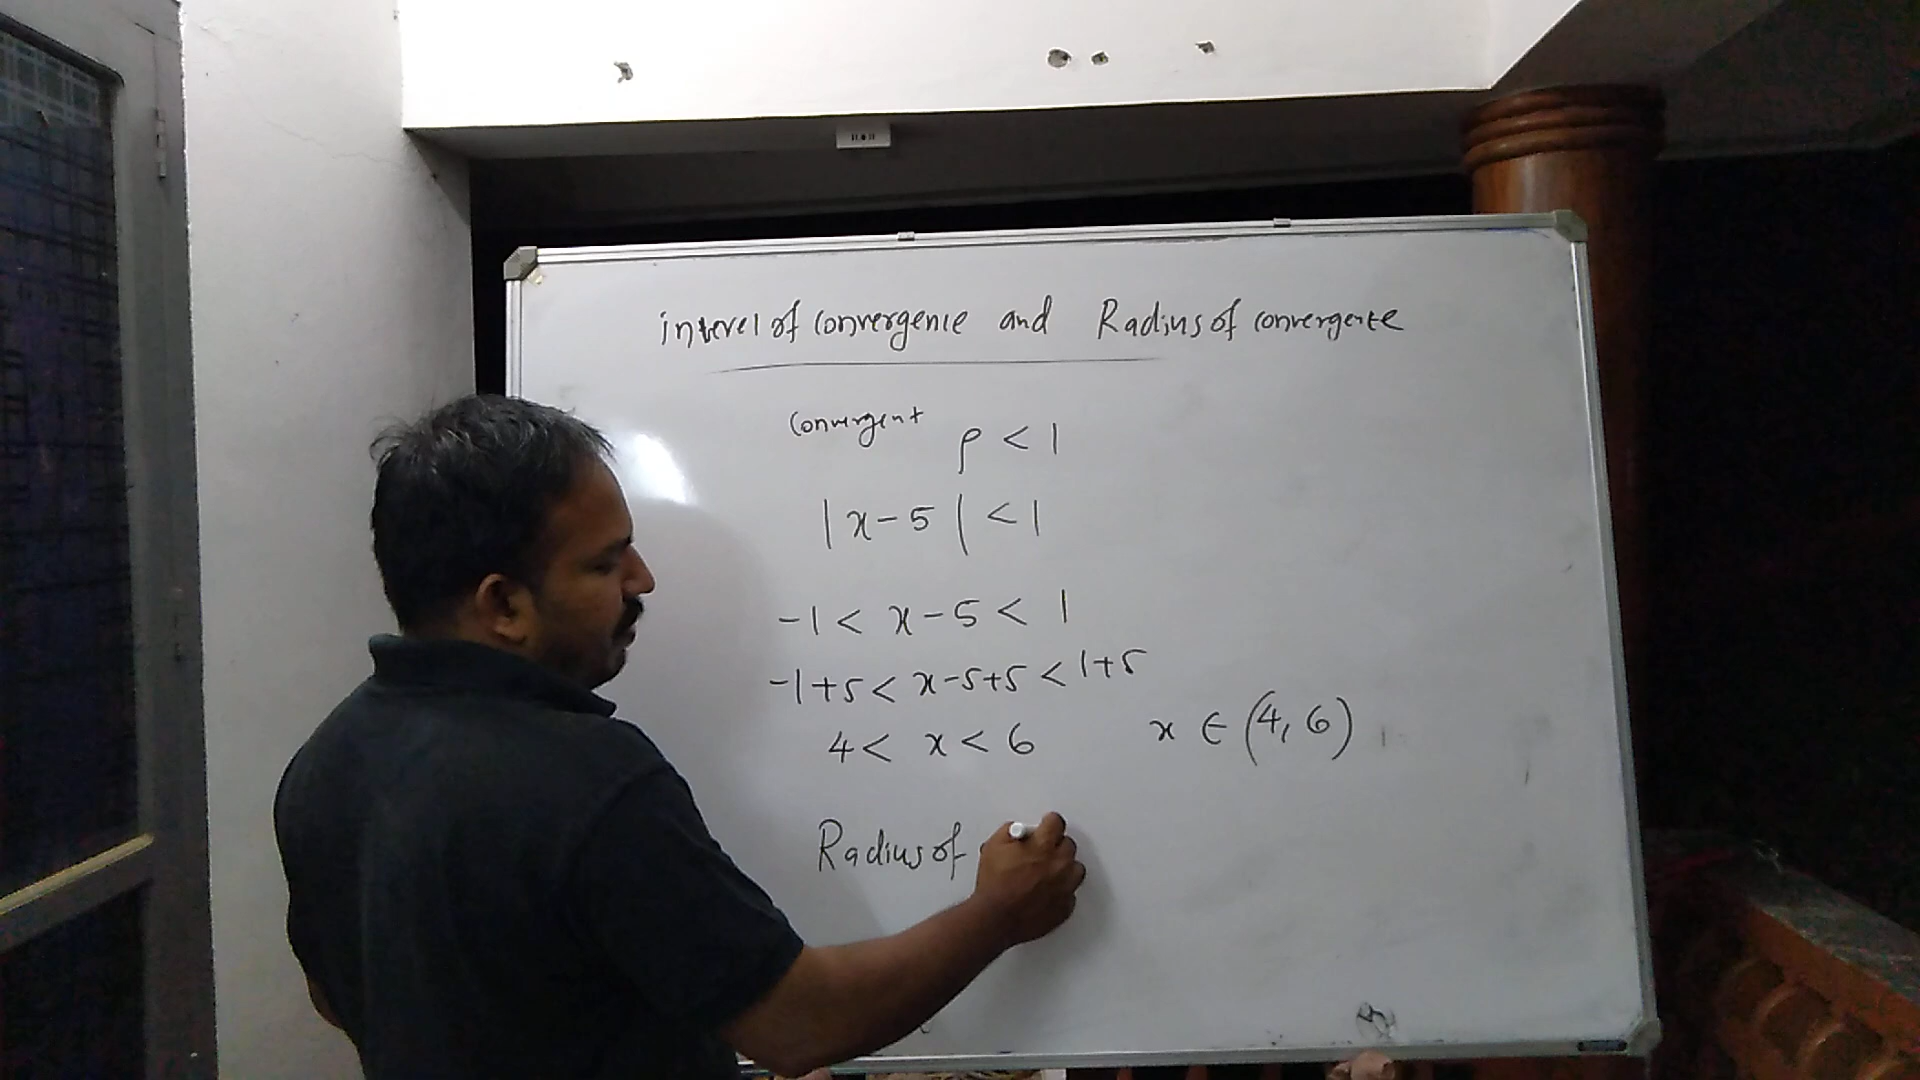 interel of convergence and Radius of convergence
Convergent ρ < 1
|x-5| < 1
-1 < x-5 < 1
-1+5 < x-5+5 < 1+5
4 < x < 6 x ∈ (4, 6)
Radius of